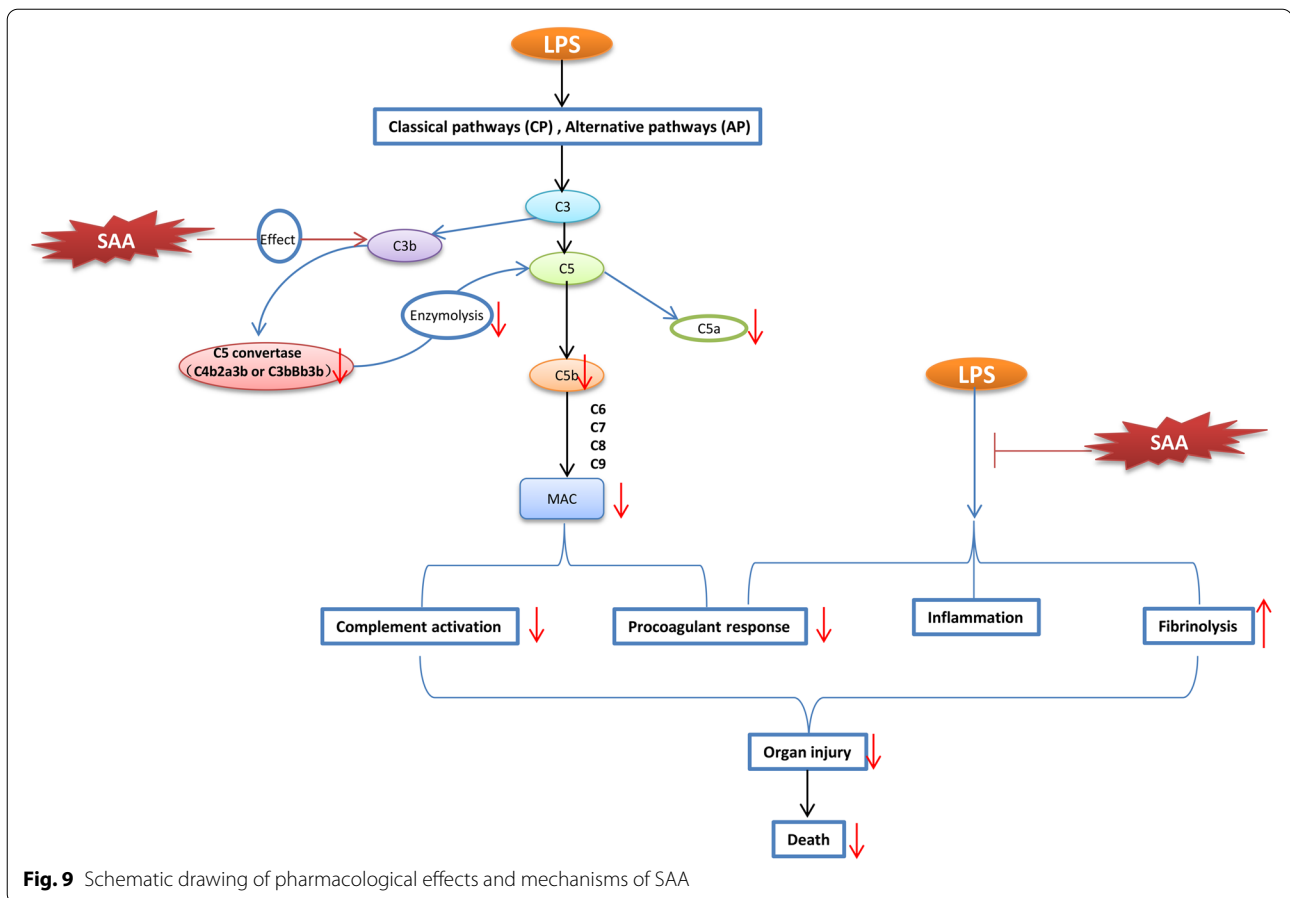 LPS
Classical pathways (CP) , Alternative pathways (AP)
C3
SAA
Effect
C3b
C5
Enzymolysis
C5a
C5 convertase
（C4b2a3b or C3bBb3b）
C5b
LPS
C6
C7
C8
C9
SAA
MAC
Complement activation
Procoagulant response
Inflammation
Fibrinolysis
Organ injury
Death
Fig. 9 Schematic drawing of pharmacological effects and mechanisms of SAA